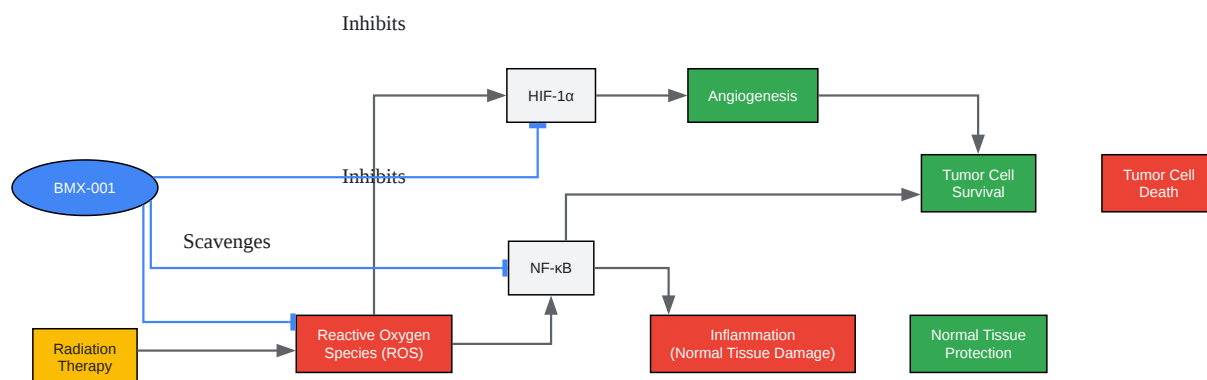 Inhibits
HIF-1α
Angiogenesis
BMX-001
Inhibits
Tumor Cell
Survival
Tumor Cell
Death
Scavenges
NF-κB
Reactive Oxygen
Species (ROS)
Inflammation
(Normal Tissue Damage)
Normal Tissue
Protection
Radiation
Therapy